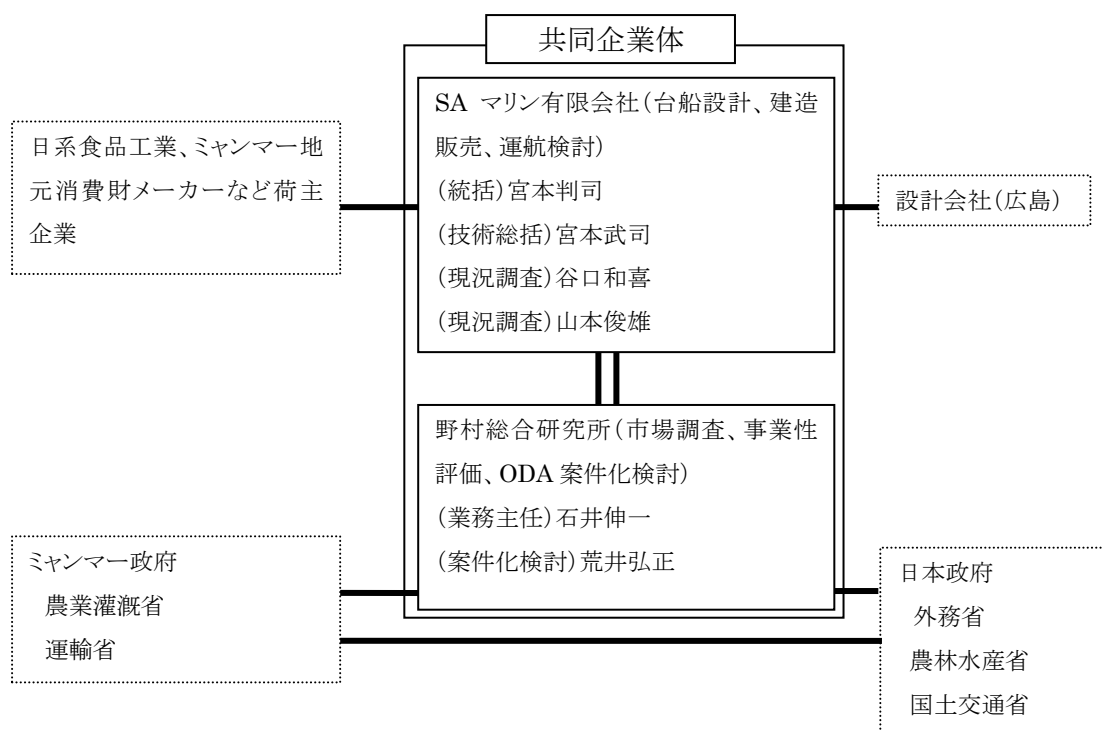 共同企業体
SA マリン有限会社（台船設計、建造
販売、運航検討）
（統括）宮本判司
（技術総括）宮本武司
（現況調査）谷口和喜
（現況調査）山本俊雄
日系食品工業、ミャンマー地
元消費財メーカーなど荷主
企業
設計会社（広島）
野村総合研究所（市場調査、事業性
評価、ODA 案件化検討）
（業務主任）石井伸一
（案件化検討）荒井弘正
ミャンマー政府
農業灌漑省
運輸省
日本政府
外務省
農林水産省
国土交通省